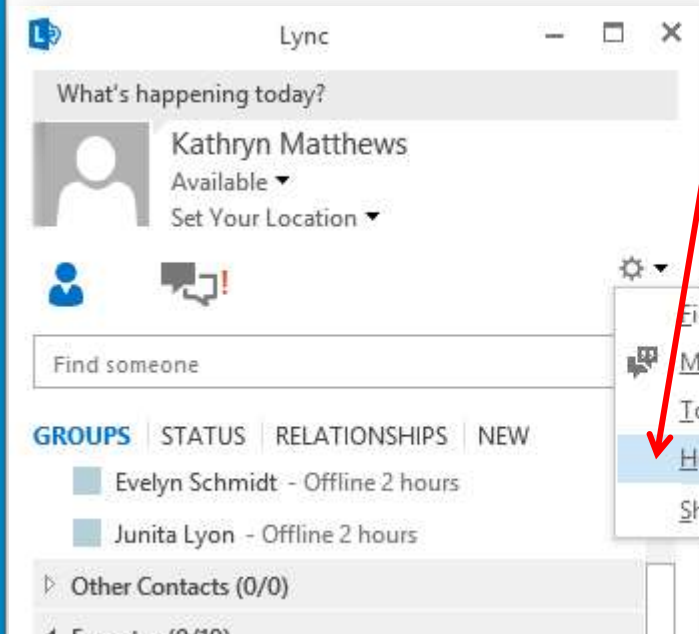 Lync
What's happening today?
Kathryn Matthews
Available
Set Your Location
Find someone
GROUPS STATUS RELATIONSHIPS NEW
Evelyn Schmidt - Offline 2 hours
Junita Lyon - Offline 2 hours
Other Contacts (0/0)